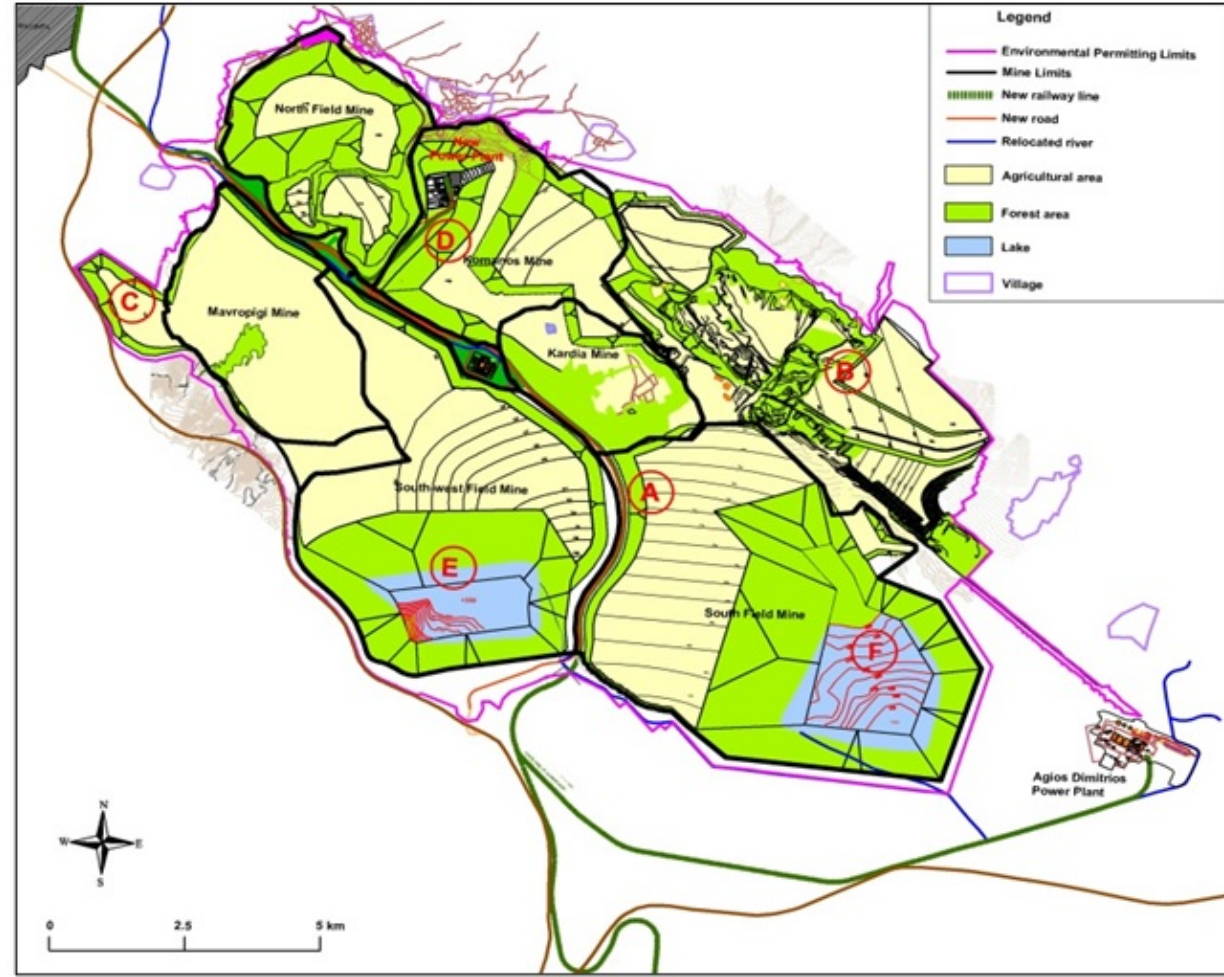 Legend
Environmental Permitting Limits
Mine Limits
New railway line
New road
Relocated river
Agricultural area
Forest area
Lake
Village
North Field Mine
New
Power Plant
D
Komanos Mine
C
Mavropigi Mine
Kardia Mine
B
A
South-west Field Mine
E
South Field Mine
F
Agios Dimitrios
Power Plant
N
W
E
S
0
2.5
5 km